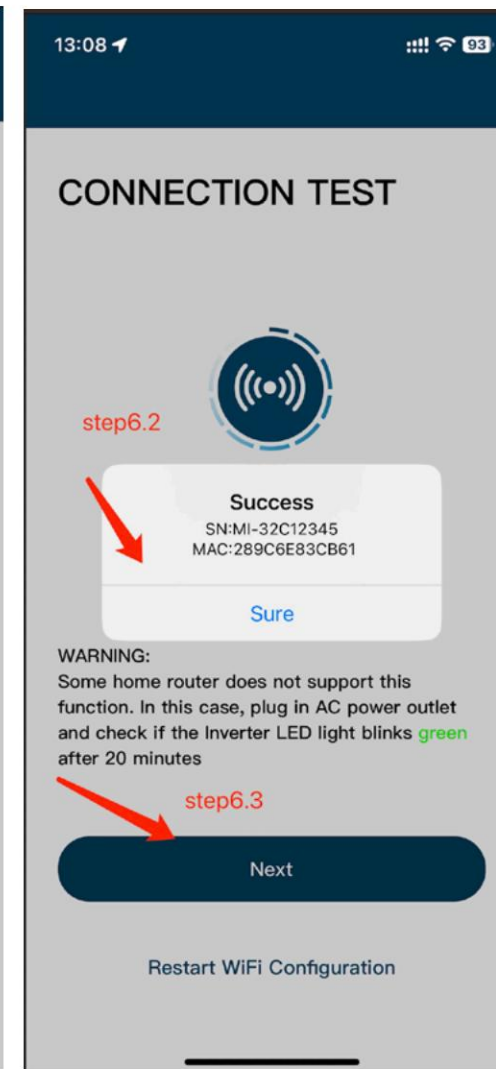 13:08
93
CONNECTION TEST
step6.2
Success
SN:MI-32C12345
MAC:289C6E83CB61
Sure
WARNING:
Some home router does not support this
function. In this case, plug in AC power outlet
and check if the Inverter LED light blinks green
after 20 minutes
step6.3
Next
Restart WiFi Configuration